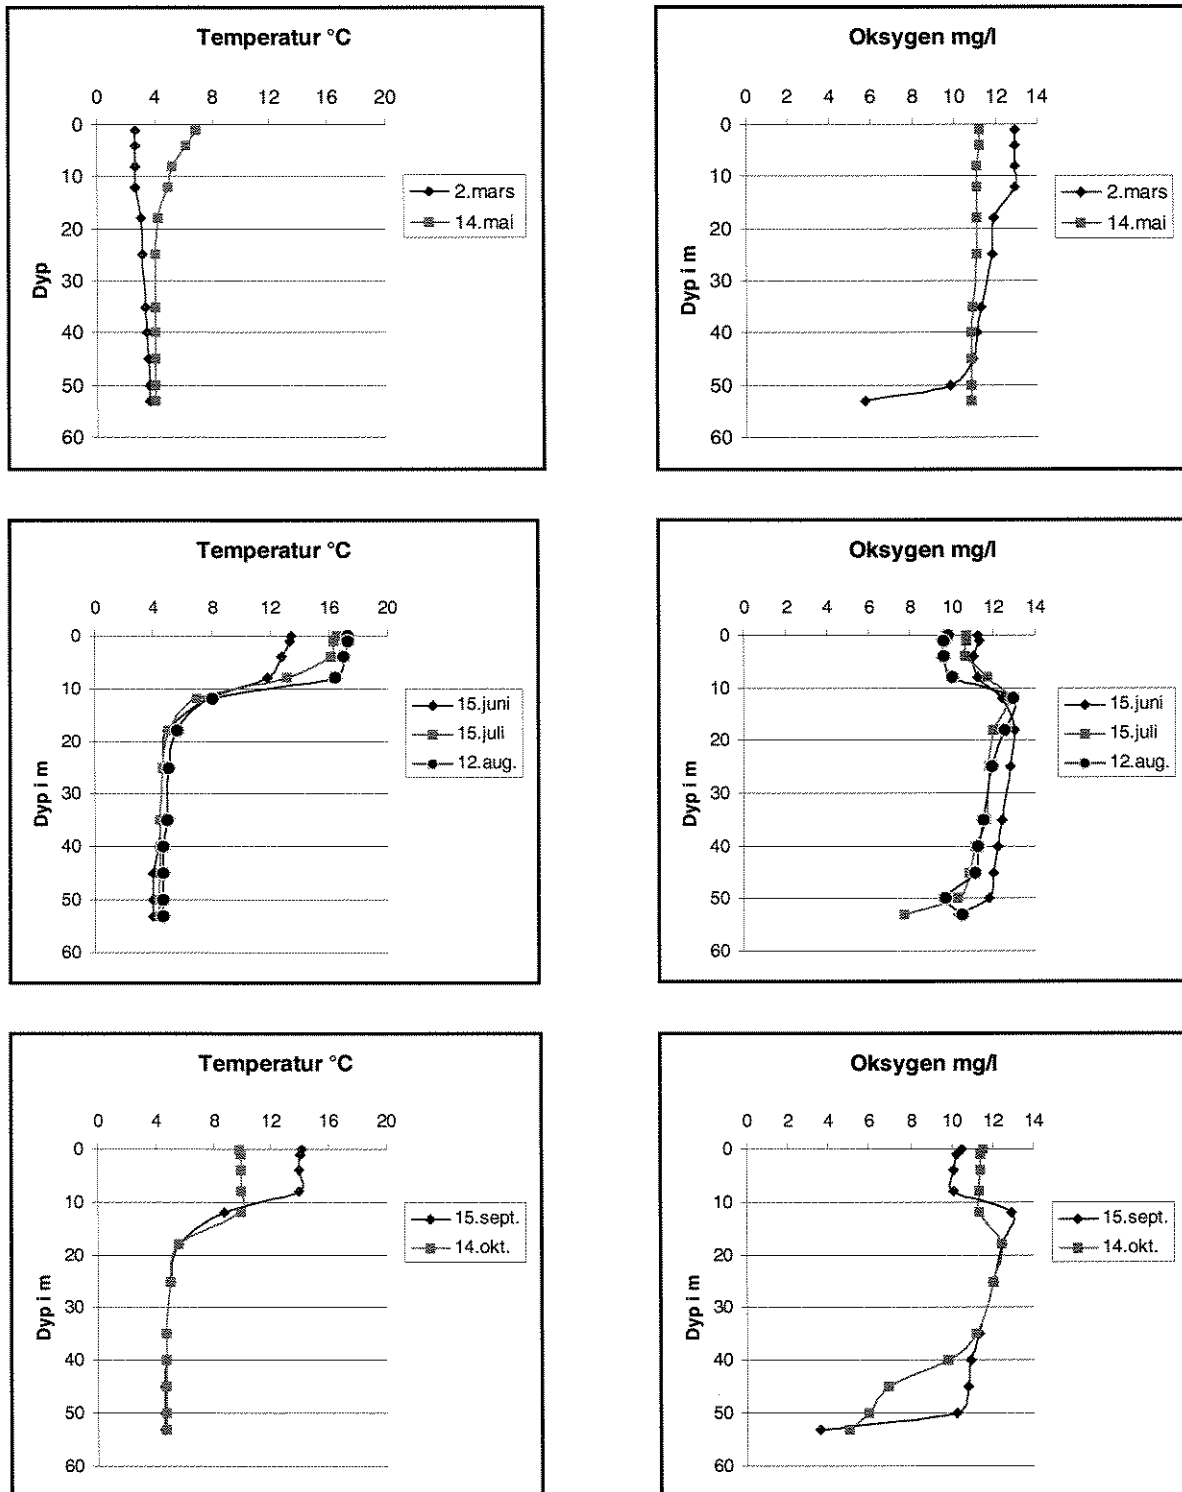 Temperatur °C
0 4 8 12 16 20
0
10
20
30
40
50
60
Dyp
2.mars
14.mai
Oksygen mg/l
0 2 4 6 8 10 12 14
0
10
20
30
40
50
60
Dyp i m
2.mars
14.mai
Temperatur °C
0 4 8 12 16 20
0
10
20
30
40
50
60
Dyp i m
15.juni
15.juli
12.aug.
Oksygen mg/l
0 2 4 6 8 10 12 14
0
10
20
30
40
50
60
Dyp i m
15.juni
15.juli
12.aug.
Temperatur °C
0 4 8 12 16 20
0
10
20
30
40
50
60
Dyp i m
15.sept.
14.okt.
Oksygen mg/l
0 2 4 6 8 10 12 14
0
10
20
30
40
50
60
Dyp i m
15.sept.
14.okt.